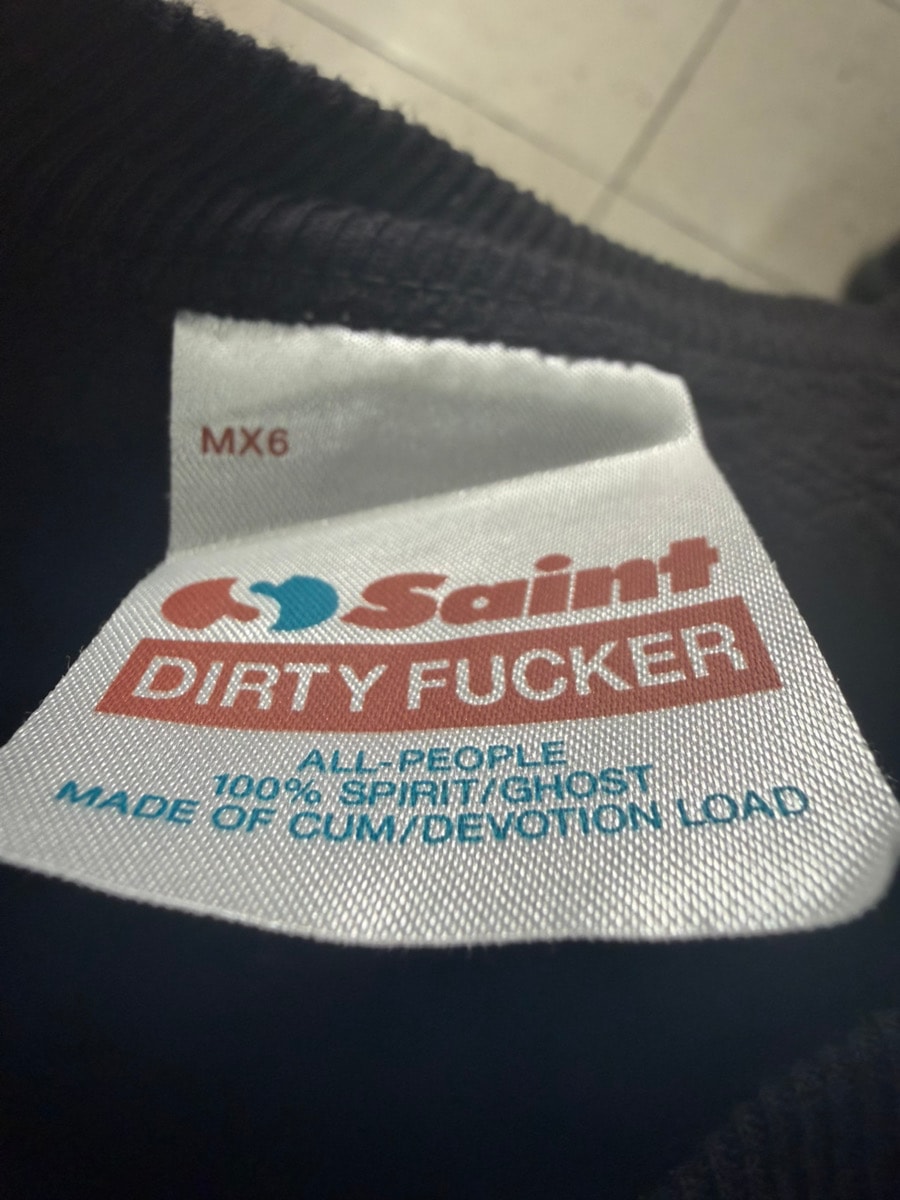 MX6
Saint
DIRTY FUCKER
ALL-PEOPLE
100% SPIRIT/GHOST
MADE OF CUM/DEVOTION LOAD